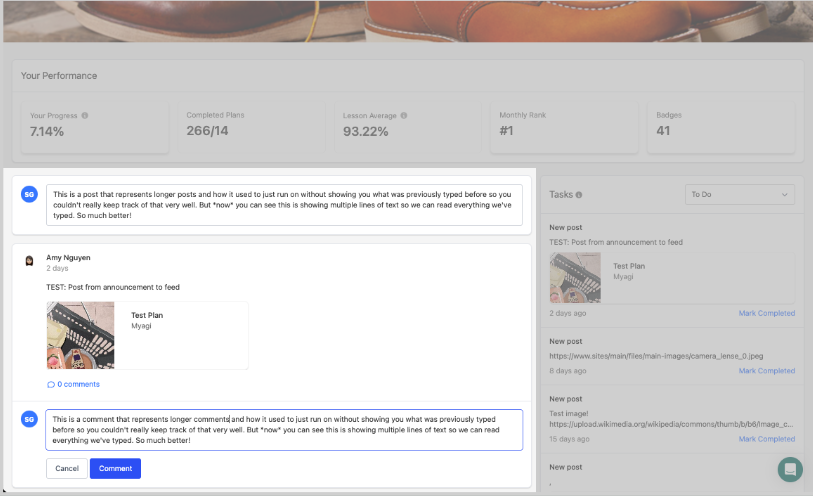 Your Performance
Your Progress
7.14%
Completed Plans
266/14
Lesson Average
93.22%
Monthly Rank
#1
Badges
41
SG
This is a post that represents longer posts and how it used to just run on without showing you what was previously typed before so you
couldn't really keep track of that very well. But *now* you can see this is showing multiple lines of text so we can read everything we've
typed. So much better!
Amy Nguyen
2 days
TEST: Post from announcement to feed
Test Plan
Myagi
0 comments
SG
This is a comment that represents longer comments and how it used to just run on without showing you what was previously typed
before so you couldn't really keep track of that very well. But *now* you can see this is showing multiple lines of text so we can read
everything we've typed. So much better!
Cancel
Comment
Tasks
To Do
New post
TEST: Post from announcement to feed
Test Plan
Myagi
2 days ago
Mark Completed
New post
https://www.sites/main/files/main-images/camera_lense_0.jpeg
8 days ago
Mark Completed
New post
Test image!
https://upload.wikimedia.org/wikipedia/commons/thumb/b/b6/Image_c...
15 days ago
Mark Completed
New post
.